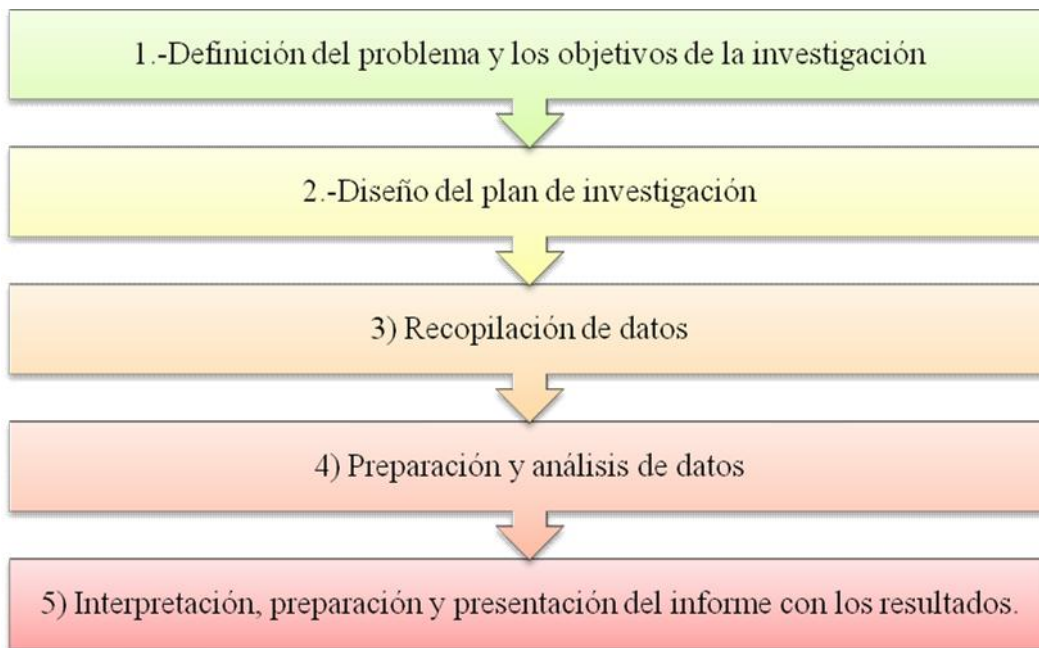 1.-Definición del problema y los objetivos de la investigación
2.-Diseño del plan de investigación
3) Recopilación de datos
4) Preparación y análisis de datos
5) Interpretación, preparación y presentación del informe con los resultados.